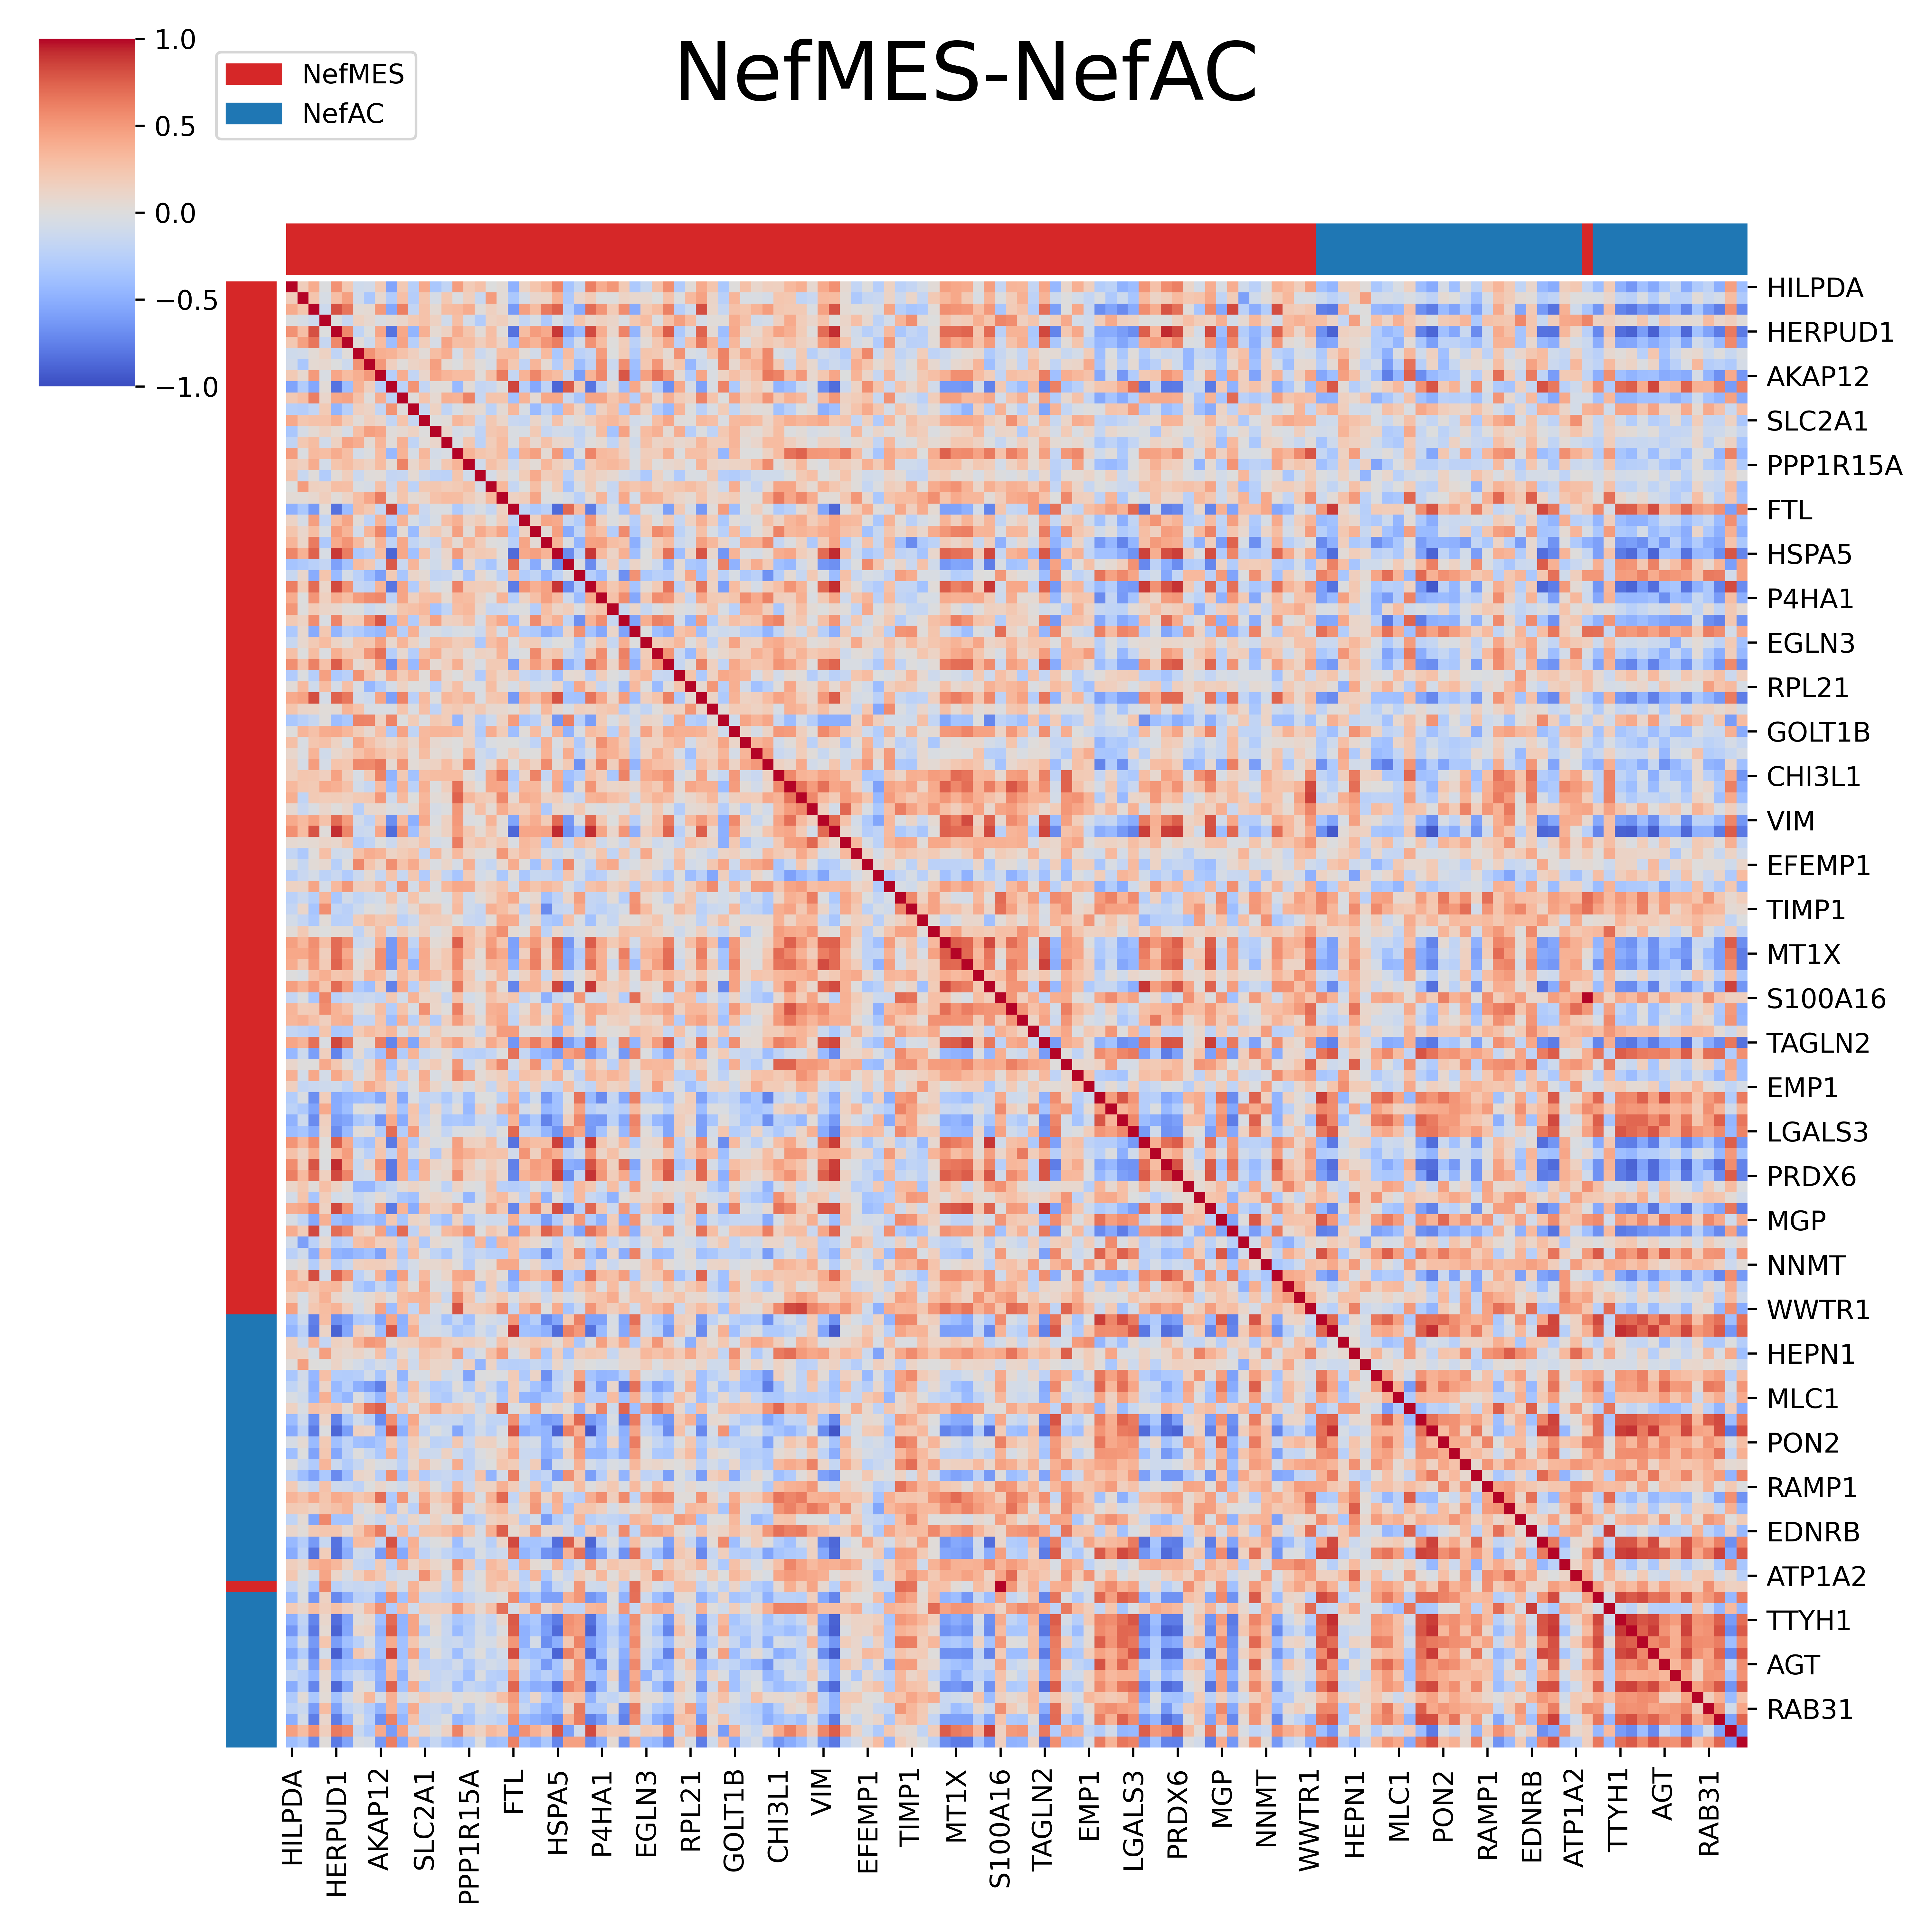 NefMES-NefAC
1.0
0.5
0.0
−0.5
−1.0
NefMES
NefAC
HILPDA
HERPUD1
AKAP12
SLC2A1
PPP1R15A
FTL
HSPA5
P4HA1
EGLN3
RPL21
GOLT1B
CHI3L1
VIM
EFEMP1
TIMP1
MT1X
S100A16
TAGLN2
EMP1
LGALS3
PRDX6
MGP
NNMT
WWTR1
HEPN1
MLC1
PON2
RAMP1
EDNRB
ATP1A2
TTYH1
AGT
RAB31
HILPDA
HERPUD1
AKAP12
SLC2A1
PPP1R15A
FTL
HSPA5
P4HA1
EGLN3
RPL21
GOLT1B
CHI3L1
VIM
EFEMP1
TIMP1
MT1X
S100A16
TAGLN2
EMP1
LGALS3
PRDX6
MGP
NNMT
WWTR1
HEPN1
MLC1
PON2
RAMP1
EDNRB
ATP1A2
TTYH1
AGT
RAB31